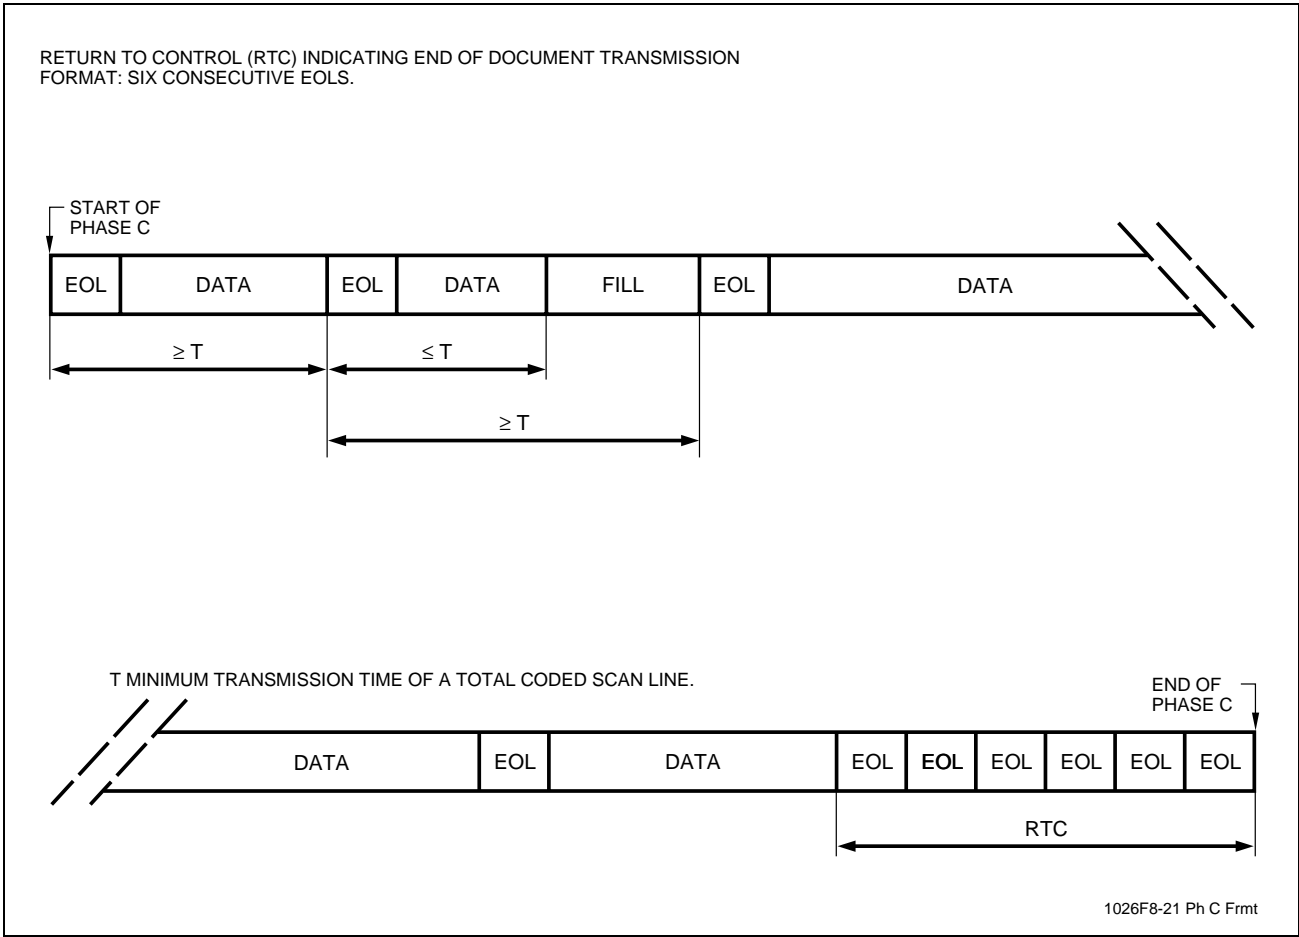 RETURN TO CONTROL (RTC) INDICATING END OF DOCUMENT TRANSMISSION
FORMAT: SIX CONSECUTIVE EOLS.
START OF
PHASE C
EOL DATA EOL DATA FILL EOL DATA
≥ T ≤ T
≥ T
T MINIMUM TRANSMISSION TIME OF A TOTAL CODED SCAN LINE.
END OF
PHASE C
DATA EOL DATA EOL EOL EOL EOL EOL EOL
RTC
1026F8-21 Ph C Frmt